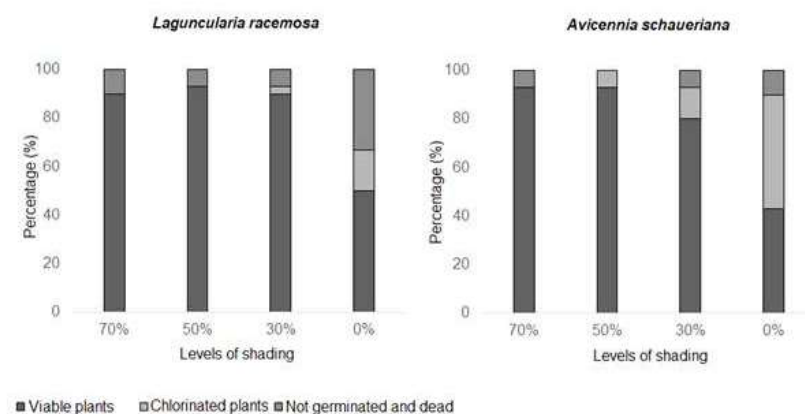 Laguncularia racemosa
Percentage (%)
100
80
60
40
20
0
70% 50% 30% 0%
Levels of shading
Avicennia schaueriana
Percentage (%)
100
80
60
40
20
0
70% 50% 30% 0%
Levels of shading
Viable plants Chlorinated plants Not germinated and dead